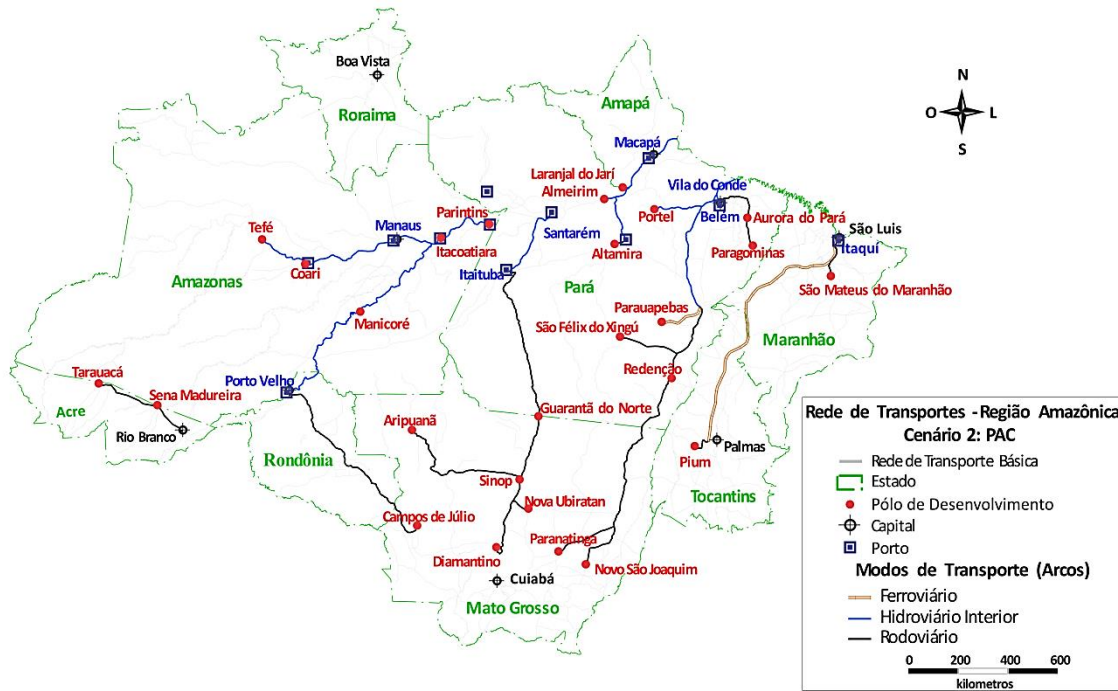 Boa Vista
Roraima
Amapá
Macapá
N
O
L
S
Laranjal do Jarí
Almeirim
Vila do Conde
Portel
Belém
Aurora do Pará
Parintins
Santarém
Tefé
Manaus
Itacoatiara
Altamira
Paragominas
São Luis
Itaquí
Coari
Itaituba
Amazonas
Pará
São Mateus do Maranhão
Manicoré
Parauapebas
São Félix do Xingú
Maranhão
Tarauacá
Porto Velho
Redenção
Sena Madureira
Acre
Rio Branco
Aripuanã
Guarantã do Norte
Rondônia
Pium
Palmas
Sinop
Tocantins
Nova Ubiratan
Campos de Júlio
Paranatinga
Diamantino
Novo São Joaquim
Cuiabá
Mato Grosso
Rede de Transportes - Região Amazônica
Cenário 2: PAC
Rede de Transporte Básica
Estado
Pólo de Desenvolvimento
Capital
Porto
Modos de Transporte (Arcos)
Ferroviário
Hidroviário Interior
Rodoviário
0 200 400 600
kilometros